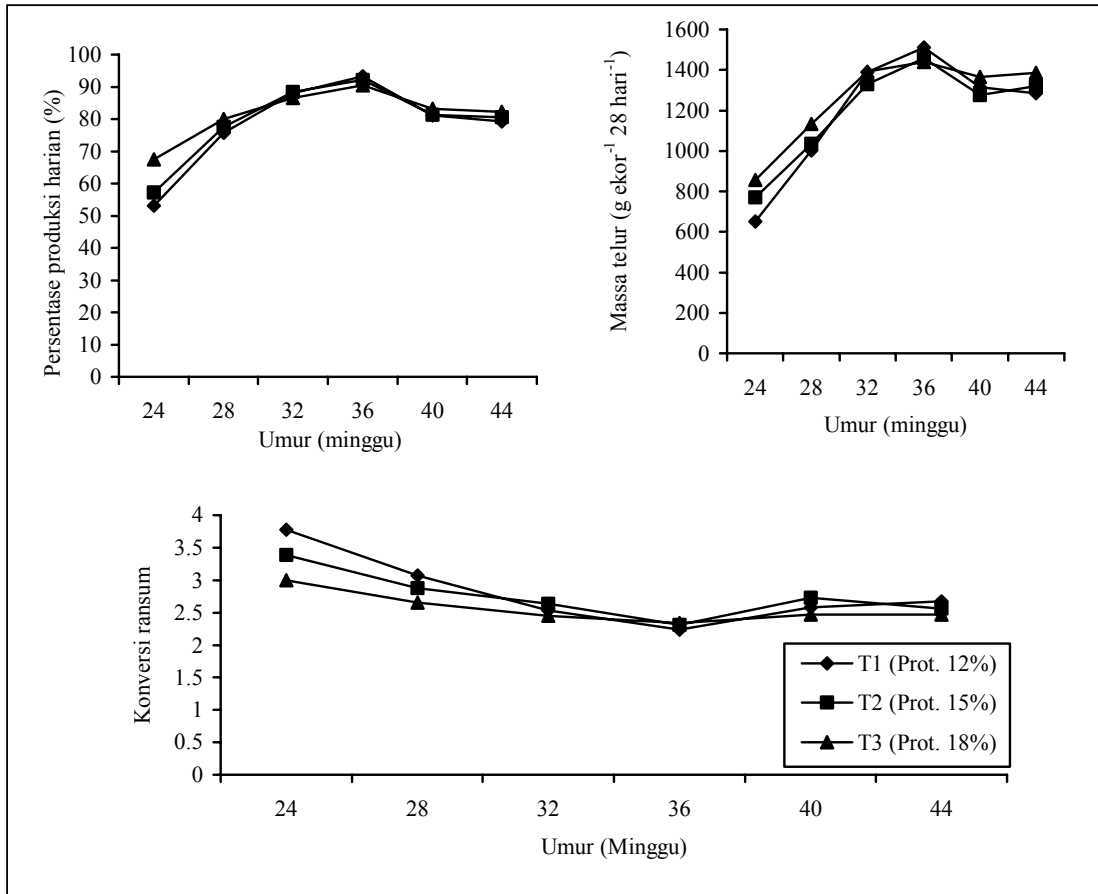 Persentase produksi harian (%)
100
90
80
70
60
50
40
30
20
10
0
24 28 32 36 40 44
Umur (minggu)
Massa telur (g ekor⁻¹ 28 hari⁻¹)
1600
1400
1200
1000
800
600
400
200
0
24 28 32 36 40 44
Umur (minggu)
Konversi ransum
4
3.5
3
2.5
2
1.5
1
0.5
0
24 28 32 36 40 44
Umur (Minggu)
T1 (Prot. 12%)
T2 (Prot. 15%)
T3 (Prot. 18%)